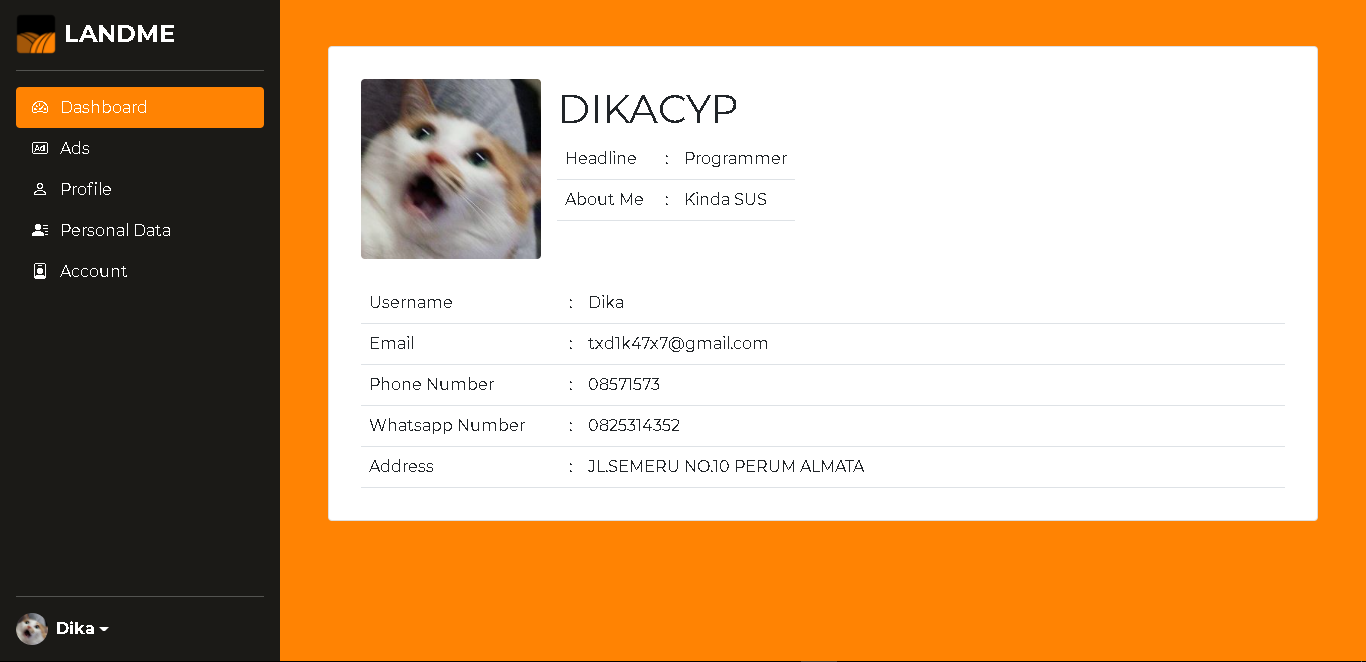 LANDME
Dashboard
Ad Ads
Profile
Personal Data
Account
Dika
DIKACYP
Headline : Programmer
About Me : Kinda SUS
Username : Dika
Email : txd1k47x7@gmail.com
Phone Number : 08571573
Whatsapp Number : 0825314352
Address : JL.SEMERU NO.10 PERUM ALMATA